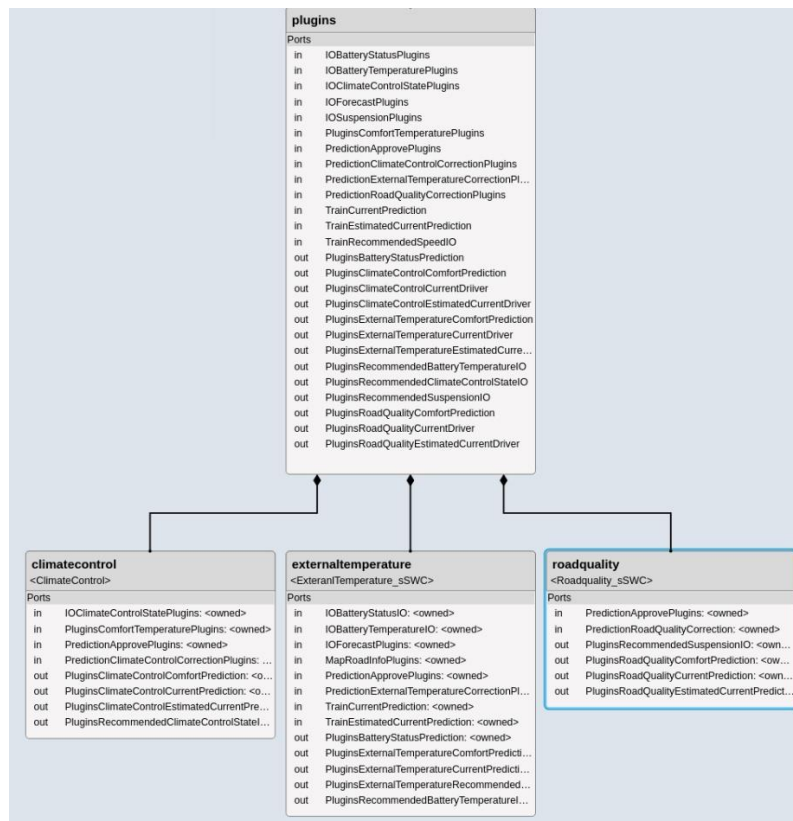 plugins
Ports
in IOBatteryStatusPlugins
in IOBatteryTemperaturePlugins
in IOClimateControlStatePlugins
in IOForecastPlugins
in IOSuspensionPlugins
in PluginsComfortTemperaturePlugins
in PredictionApprovePlugins
in PredictionClimateControlCorrectionPlugins
in PredictionExternalTemperatureCorrectionPl...
in PredictionRoadQualityCorrectionPlugins
in TrainCurrentPrediction
in TrainEstimatedCurrentPrediction
in TrainRecommendedSpeedIO
out PluginsBatteryStatusPrediction
out PluginsClimateControlComfortPrediction
out PluginsClimateControlCurrentDriiver
out PluginsClimateControlEstimatedCurrentDriver
out PluginsExternalTemperatureComfortPrediction
out PluginsExternalTemperatureCurrentDriver
out PluginsExternalTemperatureEstimatedCurre...
out PluginsRecommendedBatteryTemperatureIO
out PluginsRecommendedClimateControlStateIO
out PluginsRecommendedSuspensionIO
out PluginsRoadQualityComfortPrediction
out PluginsRoadQualityCurrentDriver
out PluginsRoadQualityEstimatedCurrentDriver
climatecontrol
<ClimateControl>
Ports
in IOClimateControlStatePlugins: <owned>
in PluginsComfortTemperaturePlugins: <owned>
in PredictionApprovePlugins: <owned>
in PredictionClimateControlCorrectionPlugins: ...
out PluginsClimateControlComfortPrediction: <o...
out PluginsClimateControlCurrentPrediction: <o...
out PluginsClimateControlEstimatedCurrentPre...
out PluginsRecommendedClimateControlStateI...
externaltemperature
<ExteranlTemperature_sSWC>
Ports
in IOBatteryStatusIO: <owned>
in IOBatteryTemperatureIO: <owned>
in IOForecastPlugins: <owned>
in MapRoadInfoPlugins: <owned>
in PredictionApprovePlugins: <owned>
in PredictionExternalTemperatureCorrectionPl...
in TrainCurrentPrediction: <owned>
in TrainEstimatedCurrentPrediction: <owned>
out PluginsBatteryStatusPrediction: <owned>
out PluginsExternalTemperatureComfortPredicti...
out PluginsExternalTemperatureCurrentPredicti...
out PluginsExternalTemperatureRecommended...
out PluginsRecommendedBatteryTemperatureI...
roadquality
<Roadquality_sSWC>
Ports
in PredictionApprovePlugins: <owned>
in PredictionRoadQualityCorrection: <owned>
out PluginsRecommendedSuspensionIO: <own...
out PluginsRoadQualityComfortPrediction: <ow...
out PluginsRoadQualityCurrentPrediction: <own...
out PluginsRoadQualityEstimatedCurrentPredict...